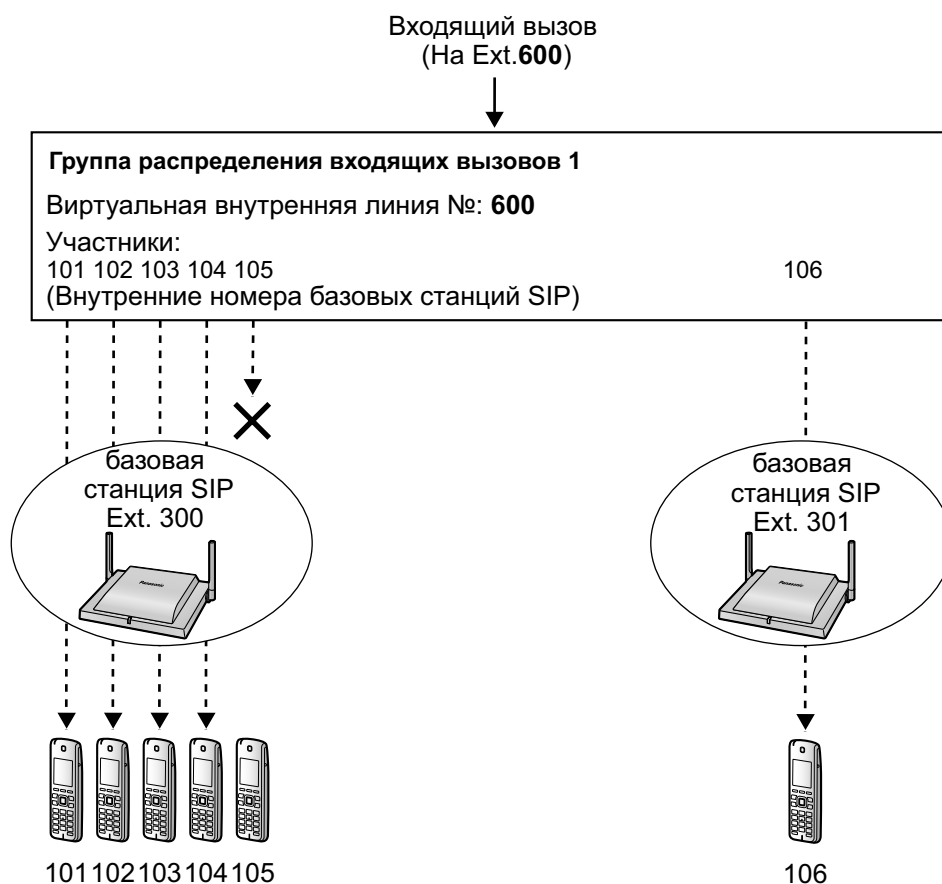 Входящий вызов
(На Ext.600)
Группа распределения входящих вызовов 1
Виртуальная внутренняя линия №: 600
Участники:
101 102 103 104 105 106
(Внутренние номера базовых станций SIP)
базовая
станция SIP
Ext. 300
Panasonic
базовая
станция SIP
Ext. 301
Panasonic
101 102 103 104 105
106